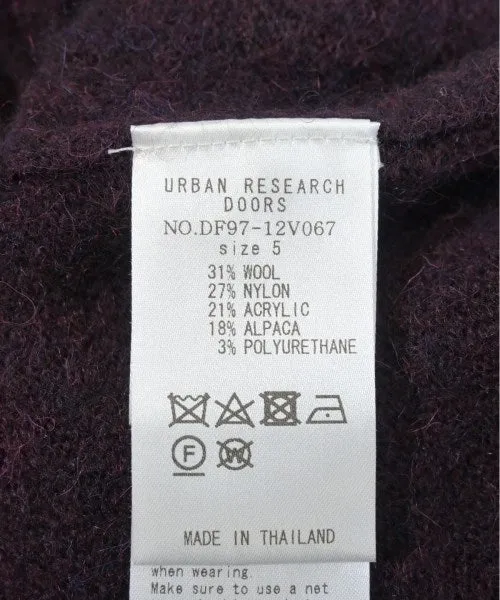 URBAN RESEARCH
DOORS
NO.DF97-12V067
size 5
31% WOOL
27% NYLON
21% ACRYLIC
18% ALPACA
3% POLYURETHANE
F W
MADE IN THAILAND
when wearing.
Make sure to use a net